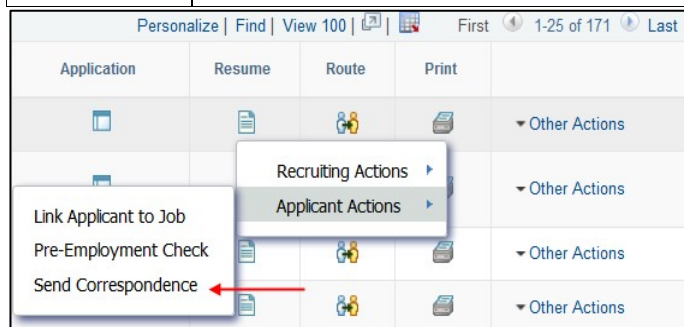 Personalize | Find | View 100 | | First 1-25 of 171 Last
Application Resume Route Print
Other Actions
Recruiting Actions
Applicant Actions
Other Actions
Link Applicant to Job
Pre-Employment Check
Other Actions
Send Correspondence
Other Actions